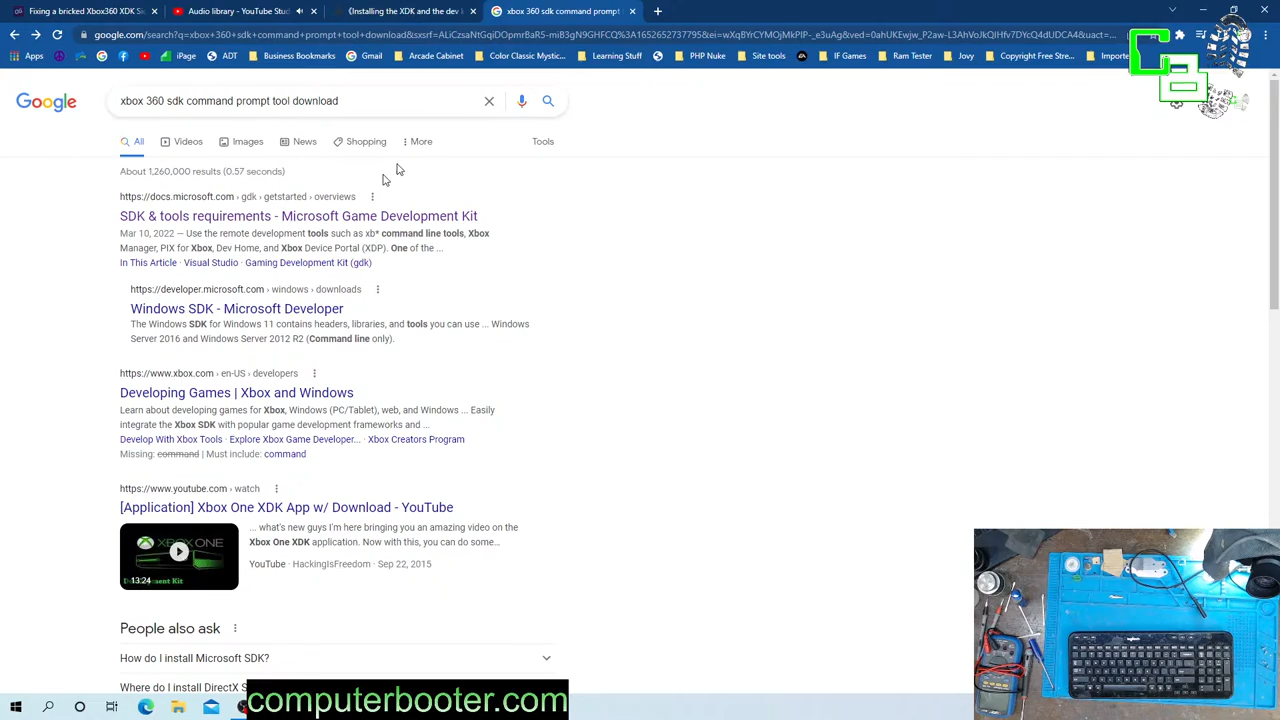 Fixing a bricked Xbox360 XDK Si
Audio library - YouTube Stud
(Installing the XDK and the dev k
xbox 360 sdk command prompt
google.com/search?q=xbox+360+sdk+command+prompt+tool+download
Apps
iPage
ADT
Business Bookmarks
Gmail
Arcade Cabinet
Color Classic Mystic...
Learning Stuff
PHP Nuke
Site tools
IF Games
Ram Tester
Jovy
Copyright Free Stre...
Importe
CB
Google
xbox 360 sdk command prompt tool download
All
Videos
Images
News
Shopping
More
Tools
About 1,260,000 results (0.57 seconds)
https://docs.microsoft.com › gdk › getstarted › overviews
SDK & tools requirements - Microsoft Game Development Kit
Mar 10, 2022 — Use the remote development tools such as xb* command line tools, Xbox
Manager, PIX for Xbox, Dev Home, and Xbox Device Portal (XDP). One of the ...
In This Article · Visual Studio · Gaming Development Kit (gdk)
https://developer.microsoft.com › windows › downloads
Windows SDK - Microsoft Developer
The Windows SDK for Windows 11 contains headers, libraries, and tools you can use ... Windows
Server 2016 and Windows Server 2012 R2 (Command line only).
https://www.xbox.com › en-US › developers
Developing Games | Xbox and Windows
Learn about developing games for Xbox, Windows (PC/Tablet), web, and Windows ... Easily
integrate the Xbox SDK with popular game development frameworks and ...
Develop With Xbox Tools · Explore Xbox Game Developer... · Xbox Creators Program
Missing: command | Must include: command
https://www.youtube.com › watch
[Application] Xbox One XDK App w/ Download - YouTube
XBOX ONE
13:24
... what's new guys I'm here bringing you an amazing video on the
Xbox One XDK application. Now with this, you can do some...
YouTube · HackingIsFreedom · Sep 22, 2015
People also ask
How do I install Microsoft SDK?
Where do I install DirectX S
computerbooter.com